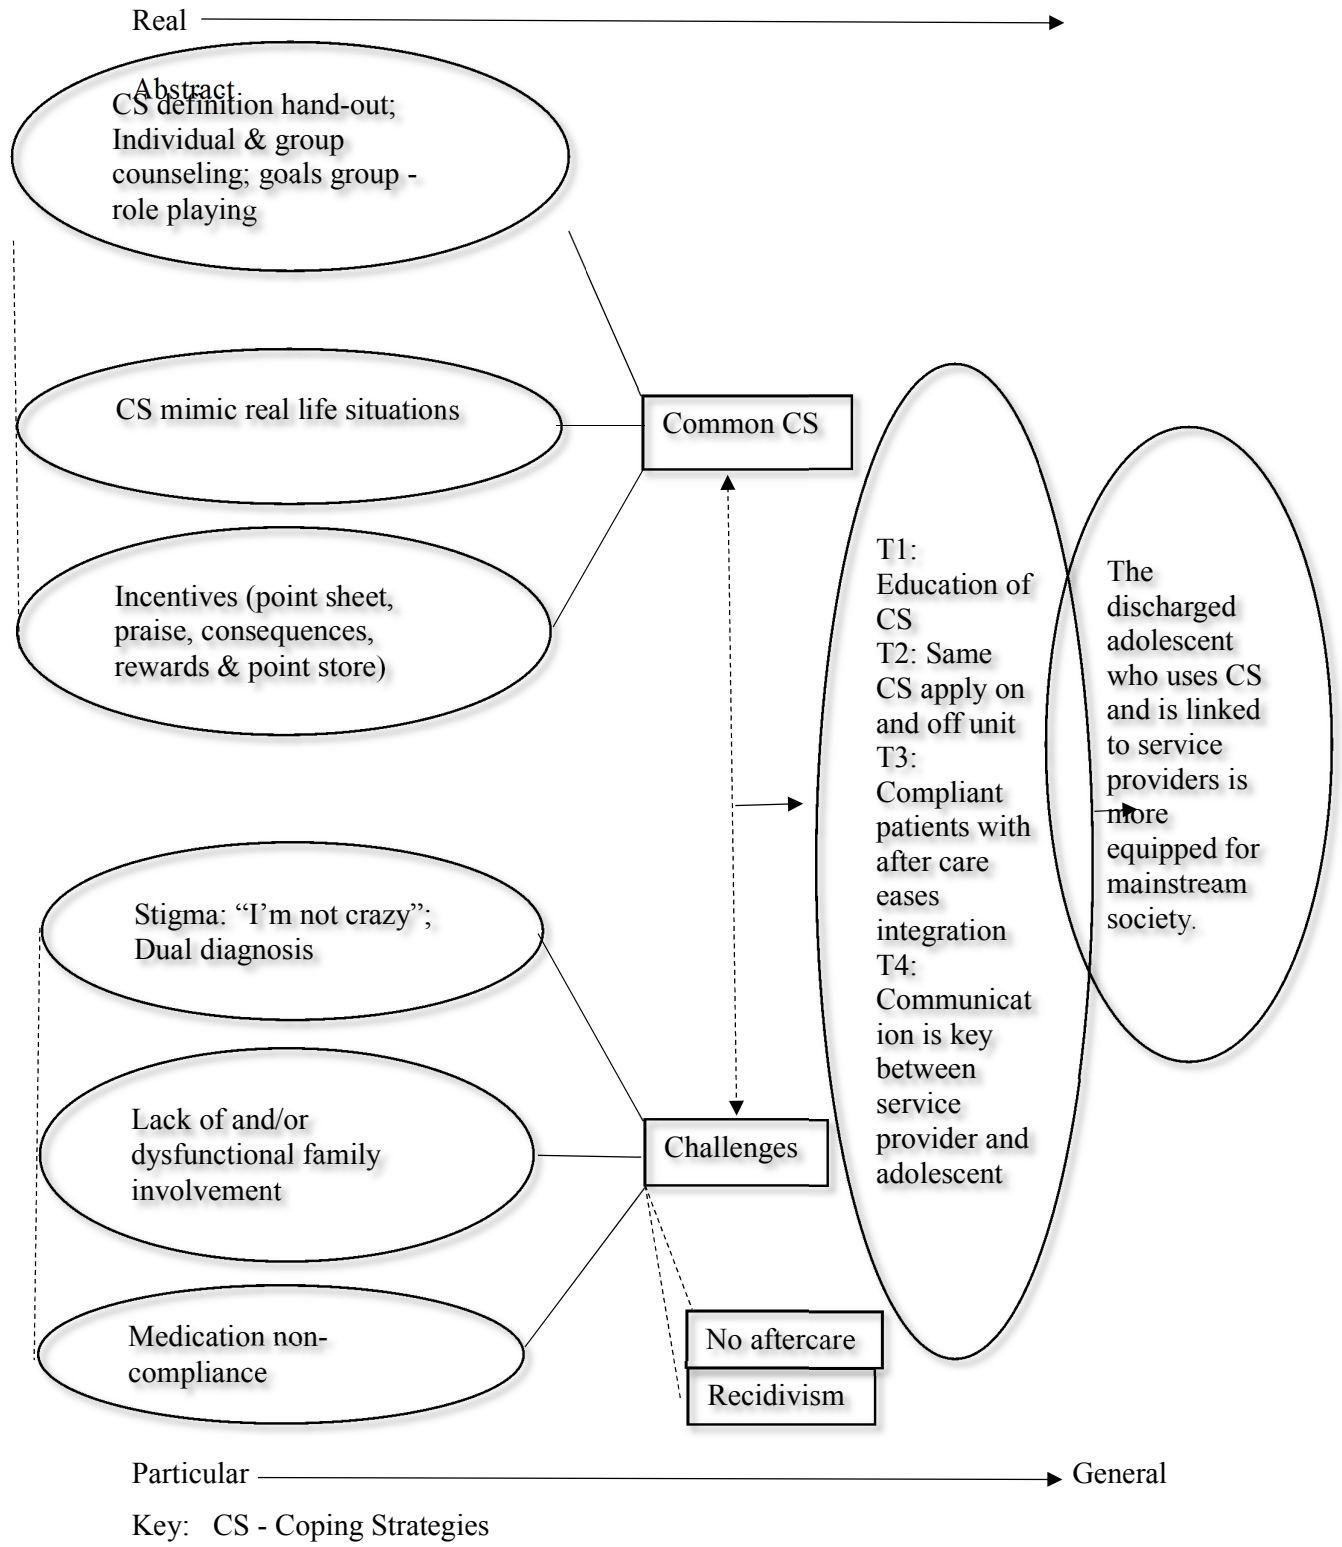 Real
Abstract
CS definition hand-out;
Individual & group
counseling; goals group -
role playing
CS mimic real life situations
Common CS
Incentives (point sheet,
praise, consequences,
rewards & point store)
T1:
Education of
CS
T2: Same
CS apply on
and off unit
T3:
Compliant
patients with
after care
eases
integration
T4:
Communicat
ion is key
between
service
provider and
adolescent
The
discharged
adolescent
who uses CS
and is linked
to service
providers is
more
equipped for
mainstream
society.
Stigma: “I’m not crazy”;
Dual diagnosis
Lack of and/or
dysfunctional family
involvement
Challenges
Medication non-
compliance
No aftercare
Recidivism
Particular
General
Key: CS - Coping Strategies